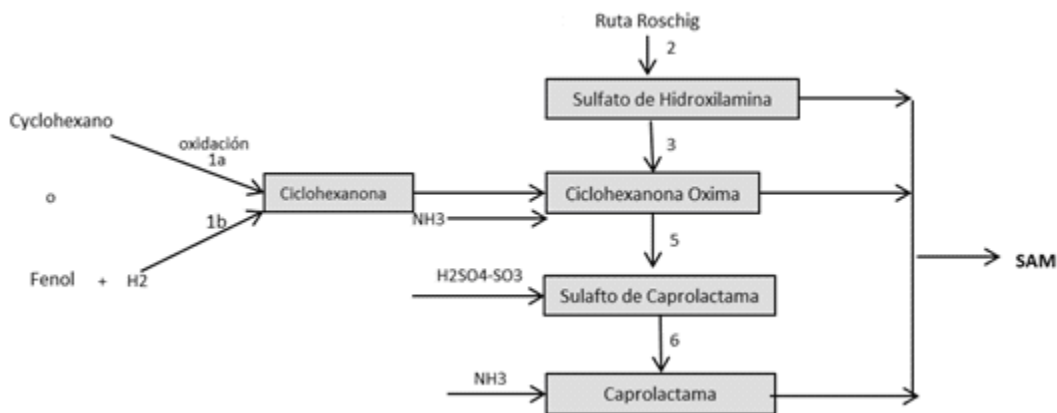 Ruta Roschig
2
Sulfato de Hidroxilamina
Cyclohexano
oxidación
1a
3
o
Ciclohexanona
Ciclohexanona Oxima
1b
NH3
5
Fenol + H2
H2SO4-SO3
SAM
Sulafto de Caprolactama
6
NH3
Caprolactama